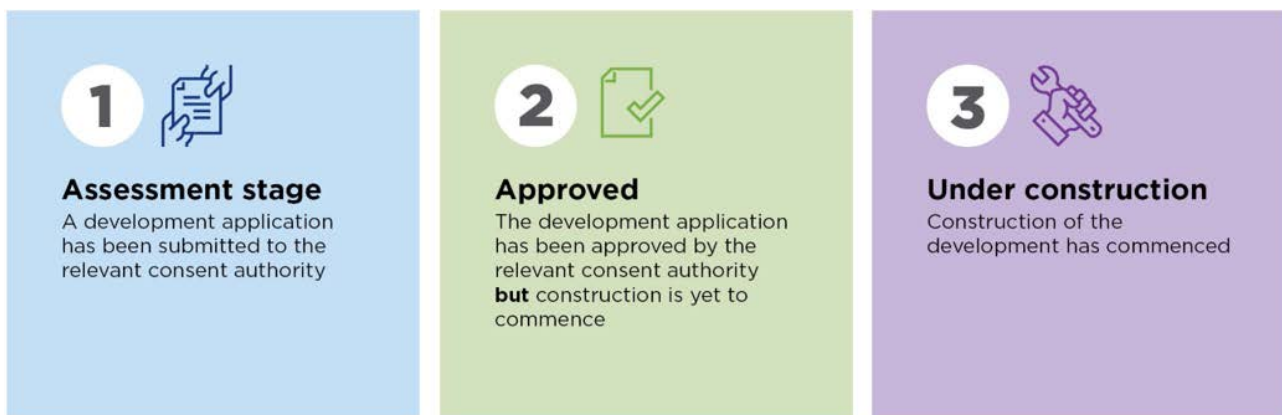 1
Assessment stage
A development application
has been submitted to the
relevant consent authority
2
Approved
The development application
has been approved by the
relevant consent authority
but construction is yet to
commence
3
Under construction
Construction of the
development has commenced